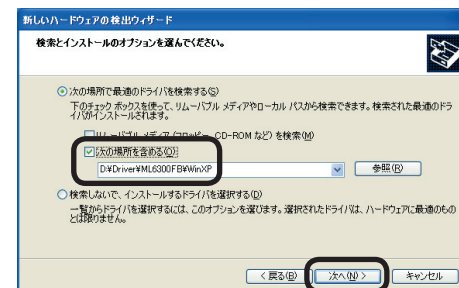 新しいハードウェアの検出ウィザード
検索とインストールのオプションを選んでください。
次の場所で最適のドライバを検索する(S)
下のチェック ボックスを使って、リムーバブル メディアやローカル パスから検索できます。検索された最適のドラ
イバがインストールされます。
リムーバブル メディア (フロッピー、CD-ROM など) を検索(M)
次の場所を含める(O):
D:¥Driver¥ML6300FB¥WinXP
参照(R)
検索しないで、インストールするドライバを選択する(D)
一覧からドライバを選択するには、このオプションを選びます。選択されたドライバは、ハードウェアに最適のもの
とは限りません。
< 戻る(B)
次へ(N) >
キャンセル